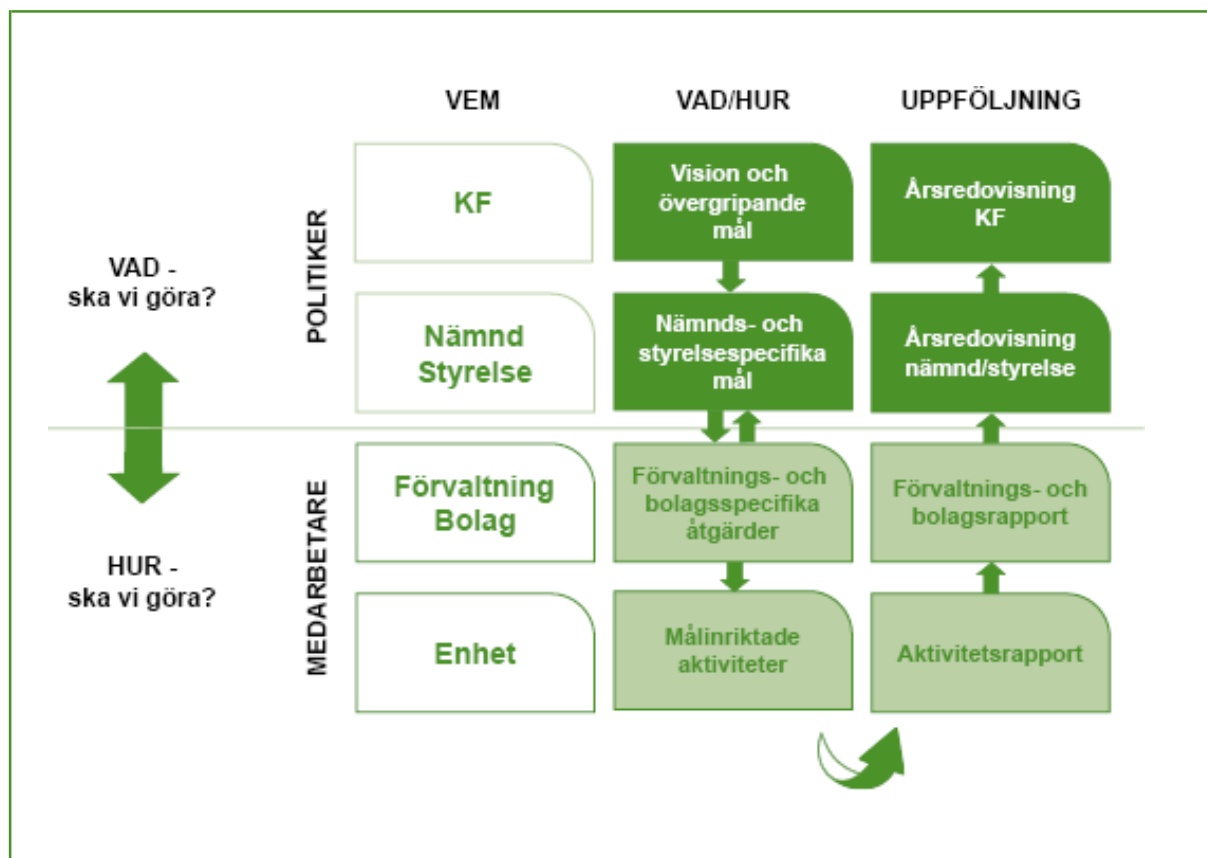 VEM
VAD/HUR
UPPFÖLJNING
POLITIKER
KF
Vision och
övergripande
mål
Årsredovisning
KF
VAD -
ska vi göra?
Nämnd
Styrelse
Nämnds- och
styrelsespecifika
mål
Årsredovisning
nämnd/styrelse
MEDARBETARE
Förvaltning
Bolag
Förvaltnings- och
bolagsspecifika
åtgärder
Förvaltnings- och
bolagsrapport
HUR -
ska vi göra?
Enhet
Målinriktade
aktiviteter
Aktivitetsrapport